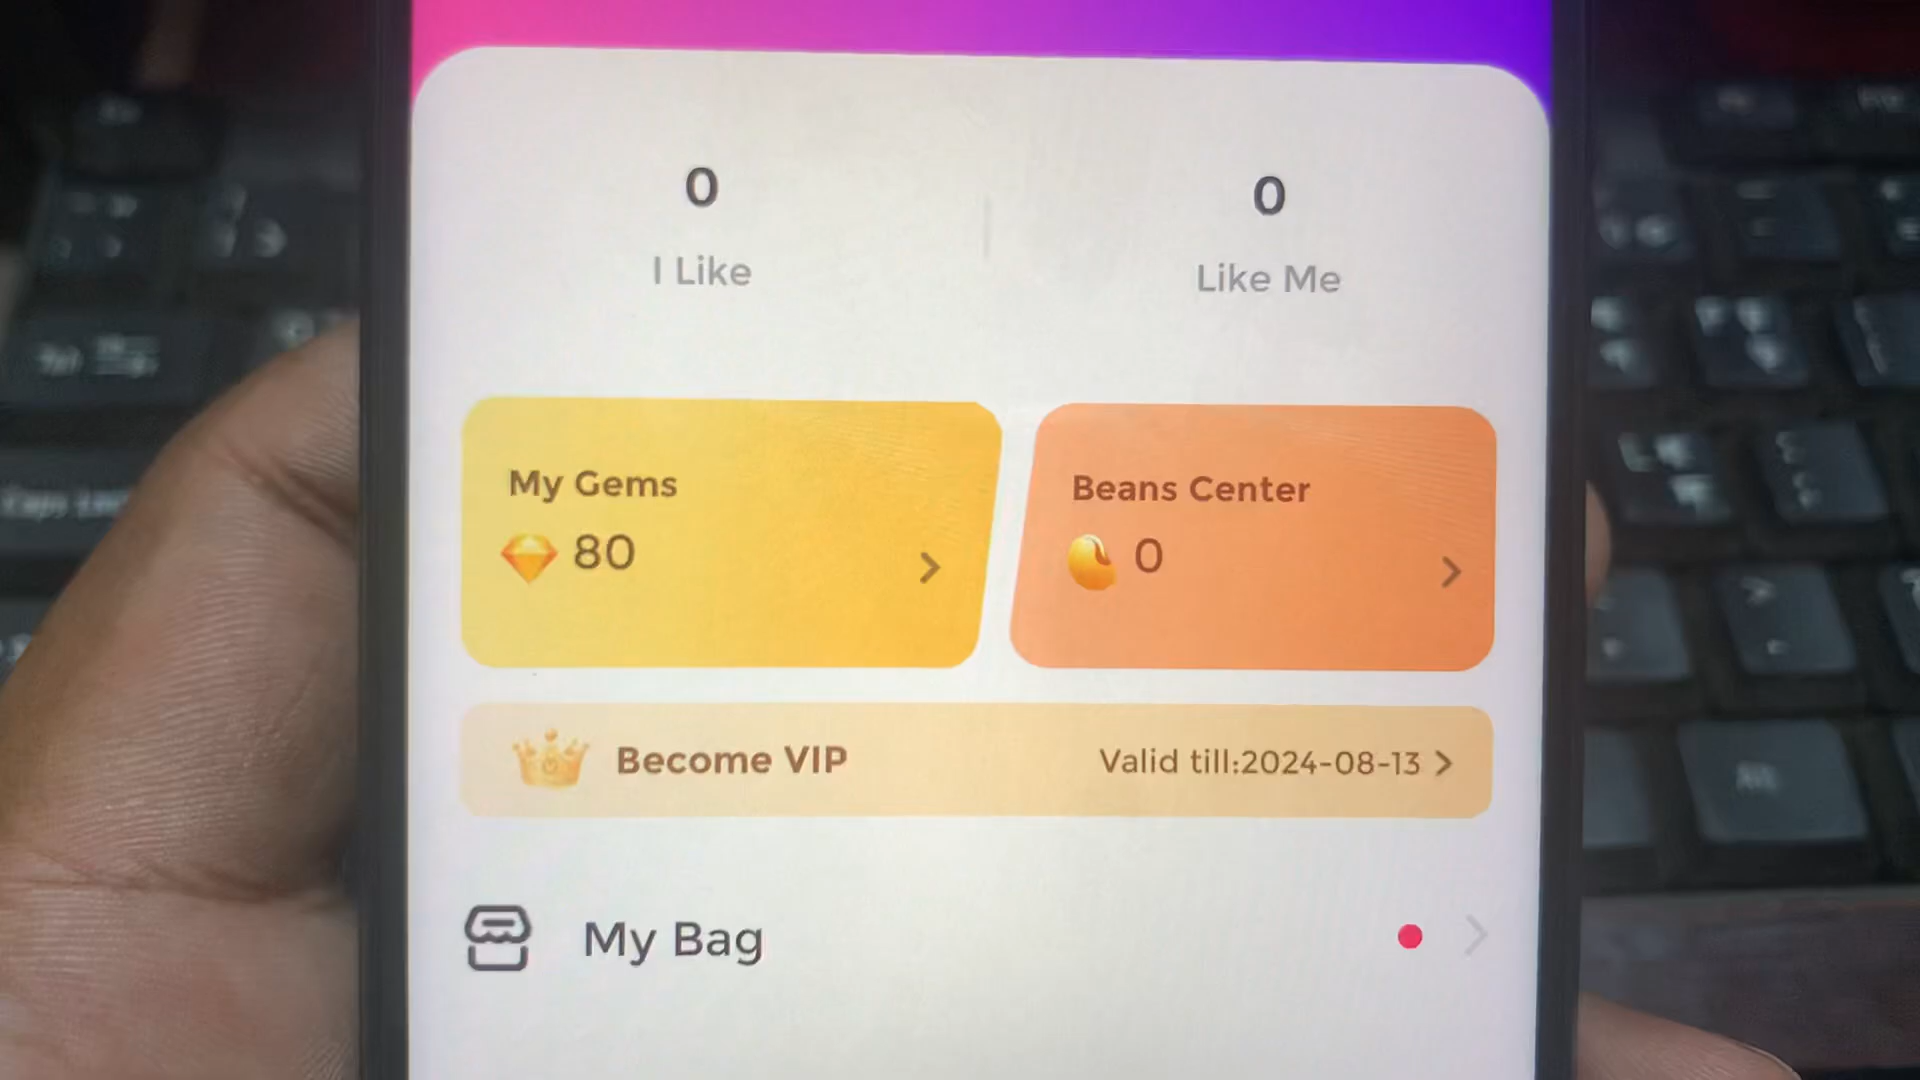 0
I Like
0
Like Me
My Gems
80
Beans Center
0
Become VIP
Valid till:2024-08-13
My Bag